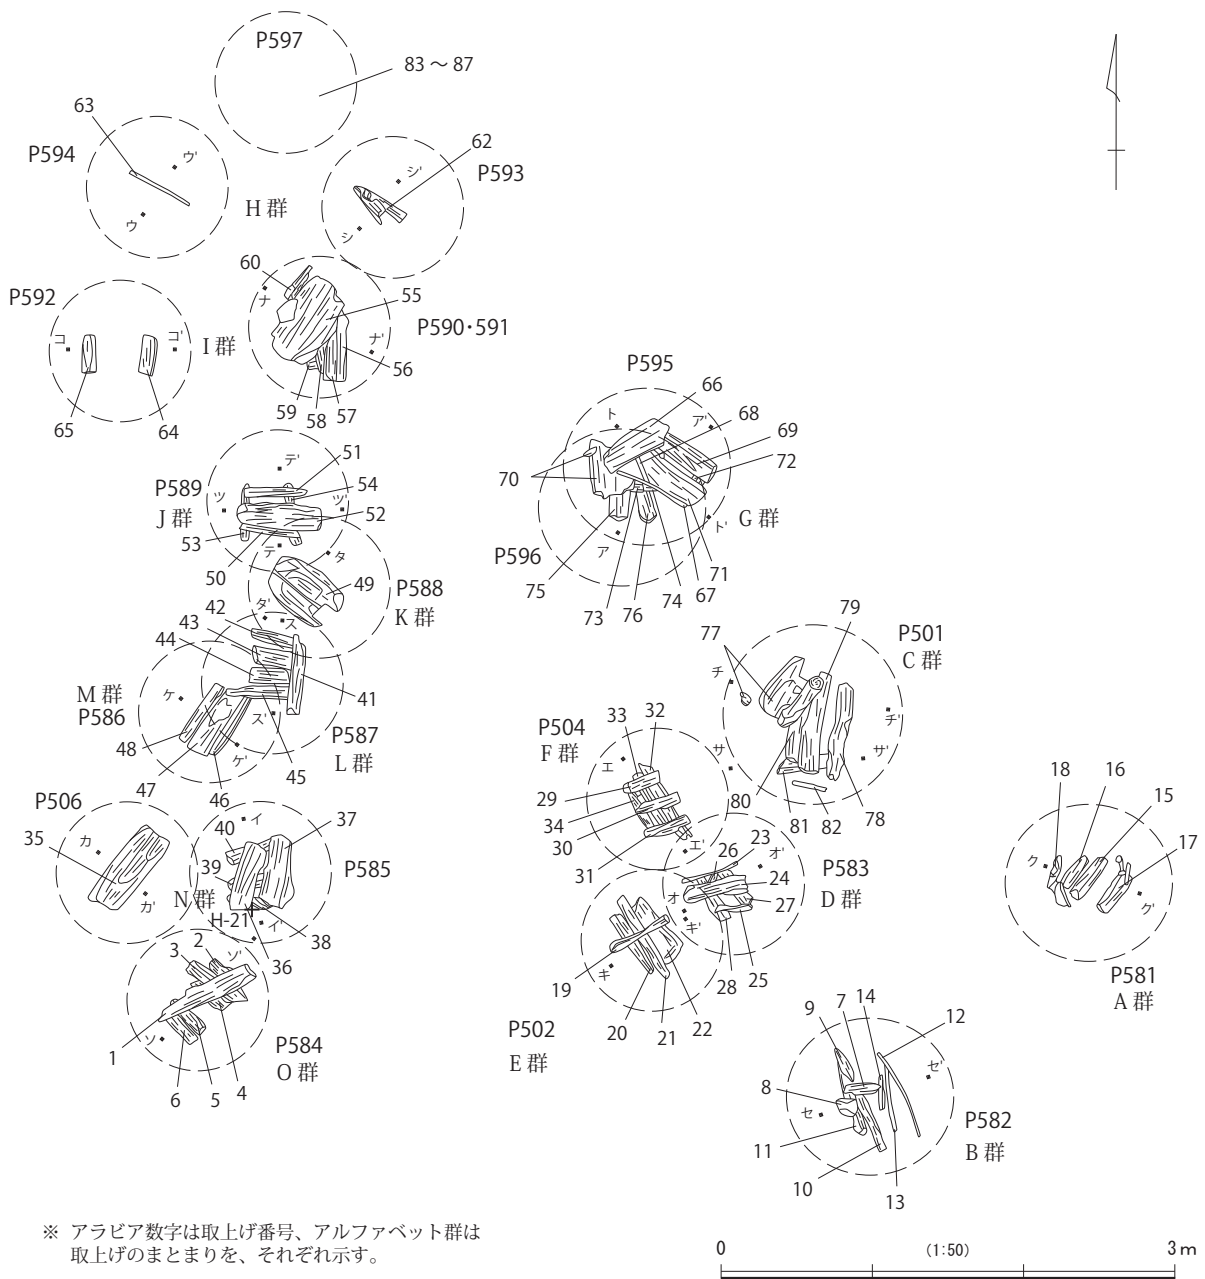 P597
83 ～ 87
63
P594
ウ'
ウ
H 群
62
シ'
P593
シ
60
ナ
55
P590・591
ナ'
56
59
58
57
P592
コ
コ'
I 群
65
64
P595
66
ト
ア'
68
69
72
70
G 群
ト'
ア
P596
75
73
76
74
67
71
51
デ'
54
P589
ツ
ツ'
J 群
52
53
テ
タ
50
49
P588
K 群
42
タ'
ス
43
44
M 群
P586
ケ
41
ス'
48
P587
L 群
ケ'
45
47
46
79
77
P501
C 群
チ
チ'
サ
サ'
80
81
82
78
33
32
P504
F 群
エ
29
34
30
エ'
31
P506
35
カ
カ'
40
イ
37
39
P585
N 群
H-21
イ'
38
36
26
23
オ'
P583
24
D 群
27
オ
キ'
28
25
19
キ
20
21
22
P502
E 群
18
16
15
17
ク
ク'
P581
A 群
3
2
ソ'
1
ソ
P584
O 群
6
5
4
9
7
14
12
8
セ
セ'
11
P582
B 群
10
13
※ アラビア数字は取上げ番号、アルファベット群は
取上げのまとまりを、それぞれ示す。
0
(1:50)
3 m